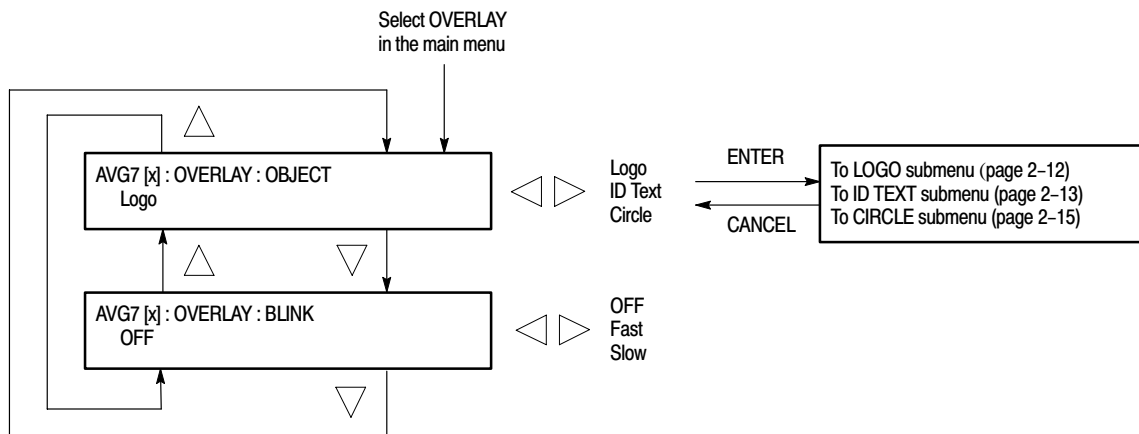 Select OVERLAY
in the main menu
AVG7 [x] : OVERLAY : OBJECT
Logo
Logo
ID Text
Circle
ENTER
CANCEL
To LOGO submenu (page 2–12)
To ID TEXT submenu (page 2–13)
To CIRCLE submenu (page 2–15)
AVG7 [x] : OVERLAY : BLINK
OFF
OFF
Fast
Slow